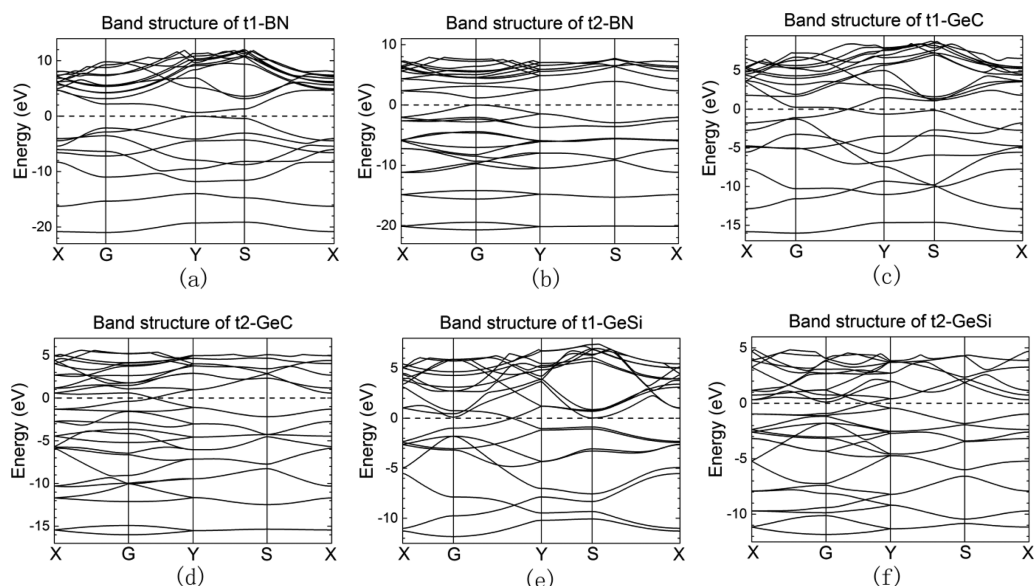 Band structure of t1-BN
Band structure of t2-BN
Band structure of t1-GeC
Energy (eV)
10
0
-10
-20
X G Y S X
(a)
Energy (eV)
10
0
-10
-20
X G Y S X
(b)
Energy (eV)
5
0
-5
-10
-15
X G Y S X
(c)
Band structure of t2-GeC
Band structure of t1-GeSi
Band structure of t2-GeSi
Energy (eV)
5
0
-5
-10
-15
X G Y S X
(d)
Energy (eV)
5
0
-5
-10
X G Y S X
(e)
Energy (eV)
5
0
-5
-10
X G Y S X
(f)